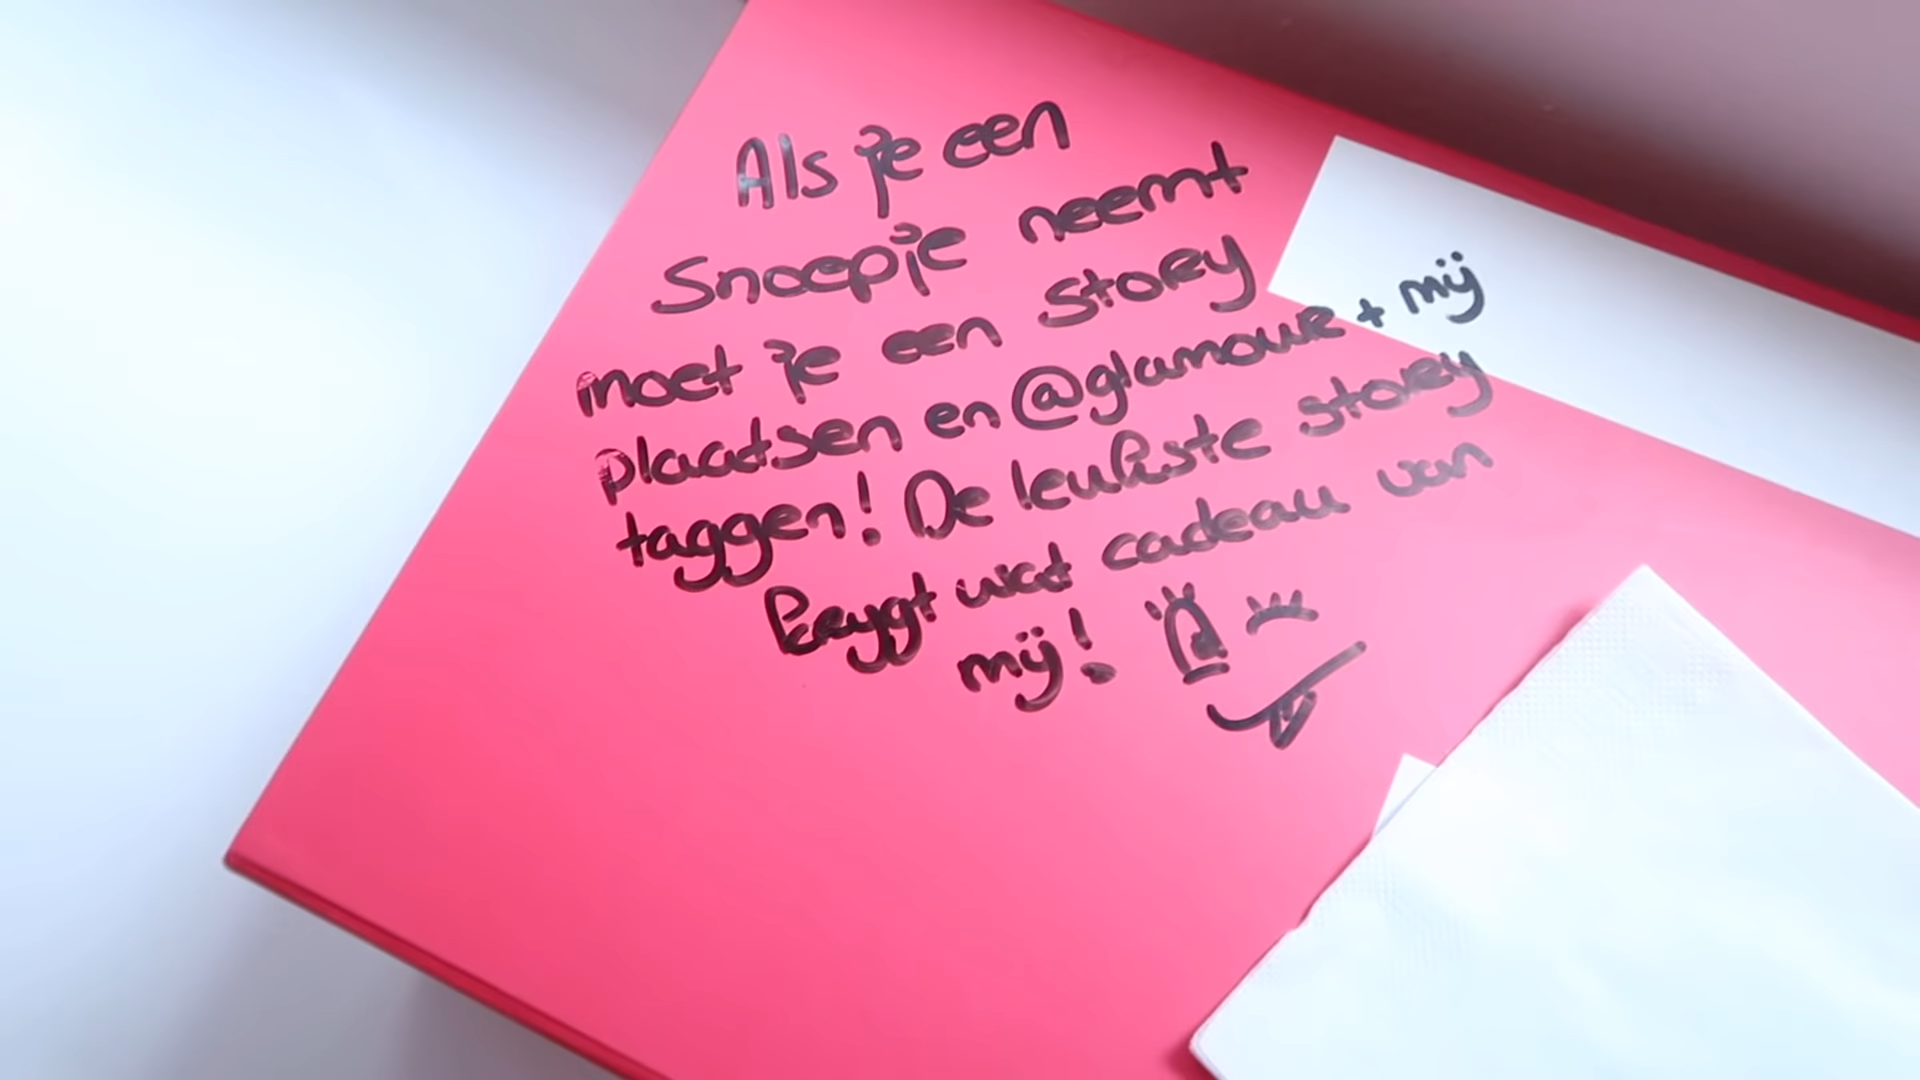 Als je een
Snoepje neemt
moet je een story
plaatsen en @glamour + mij
taggen! De leukste story
krygt wat cadeau van
mij!